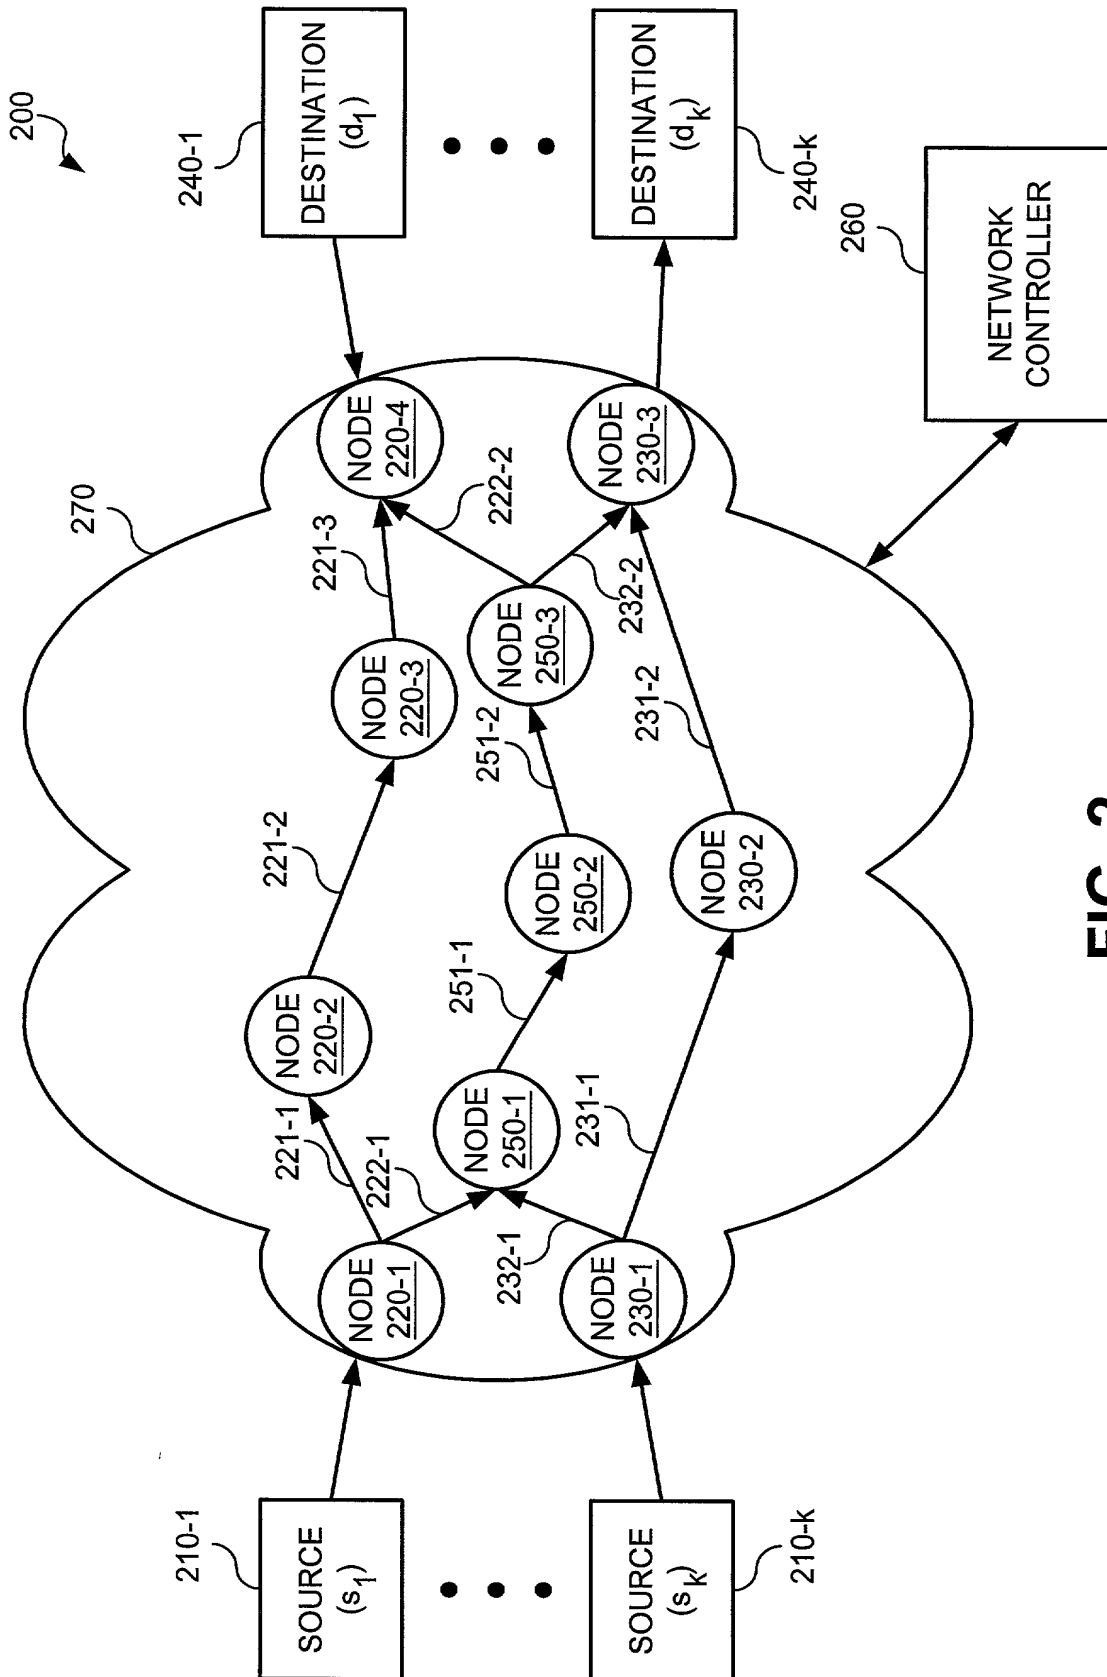 200
210-1
SOURCE
(s1)
210-k
SOURCE
(sk)
240-1
DESTINATION
(d1)
240-k
DESTINATION
(dk)
270
NODE
220-1
221-1
NODE
220-2
221-2
NODE
220-3
221-3
NODE
220-4
222-1
222-2
NODE
250-1
251-1
NODE
250-2
251-2
NODE
250-3
232-1
232-2
NODE
230-1
231-1
NODE
230-2
231-2
NODE
230-3
260
NETWORK
CONTROLLER
FIG. 2